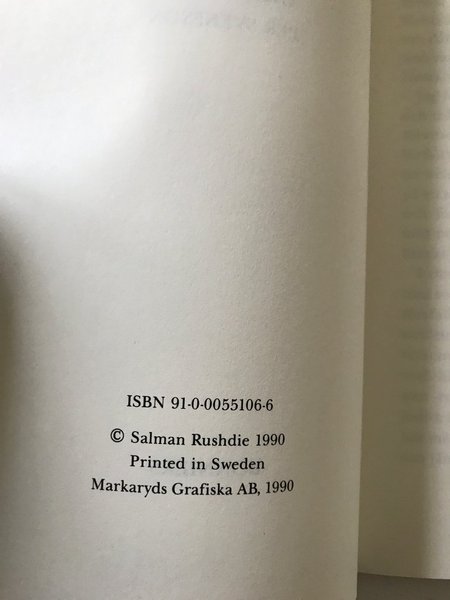 ISBN 91-0-0055106-6
© Salman Rushdie 1990
Printed in Sweden
Markaryds Grafiska AB, 1990